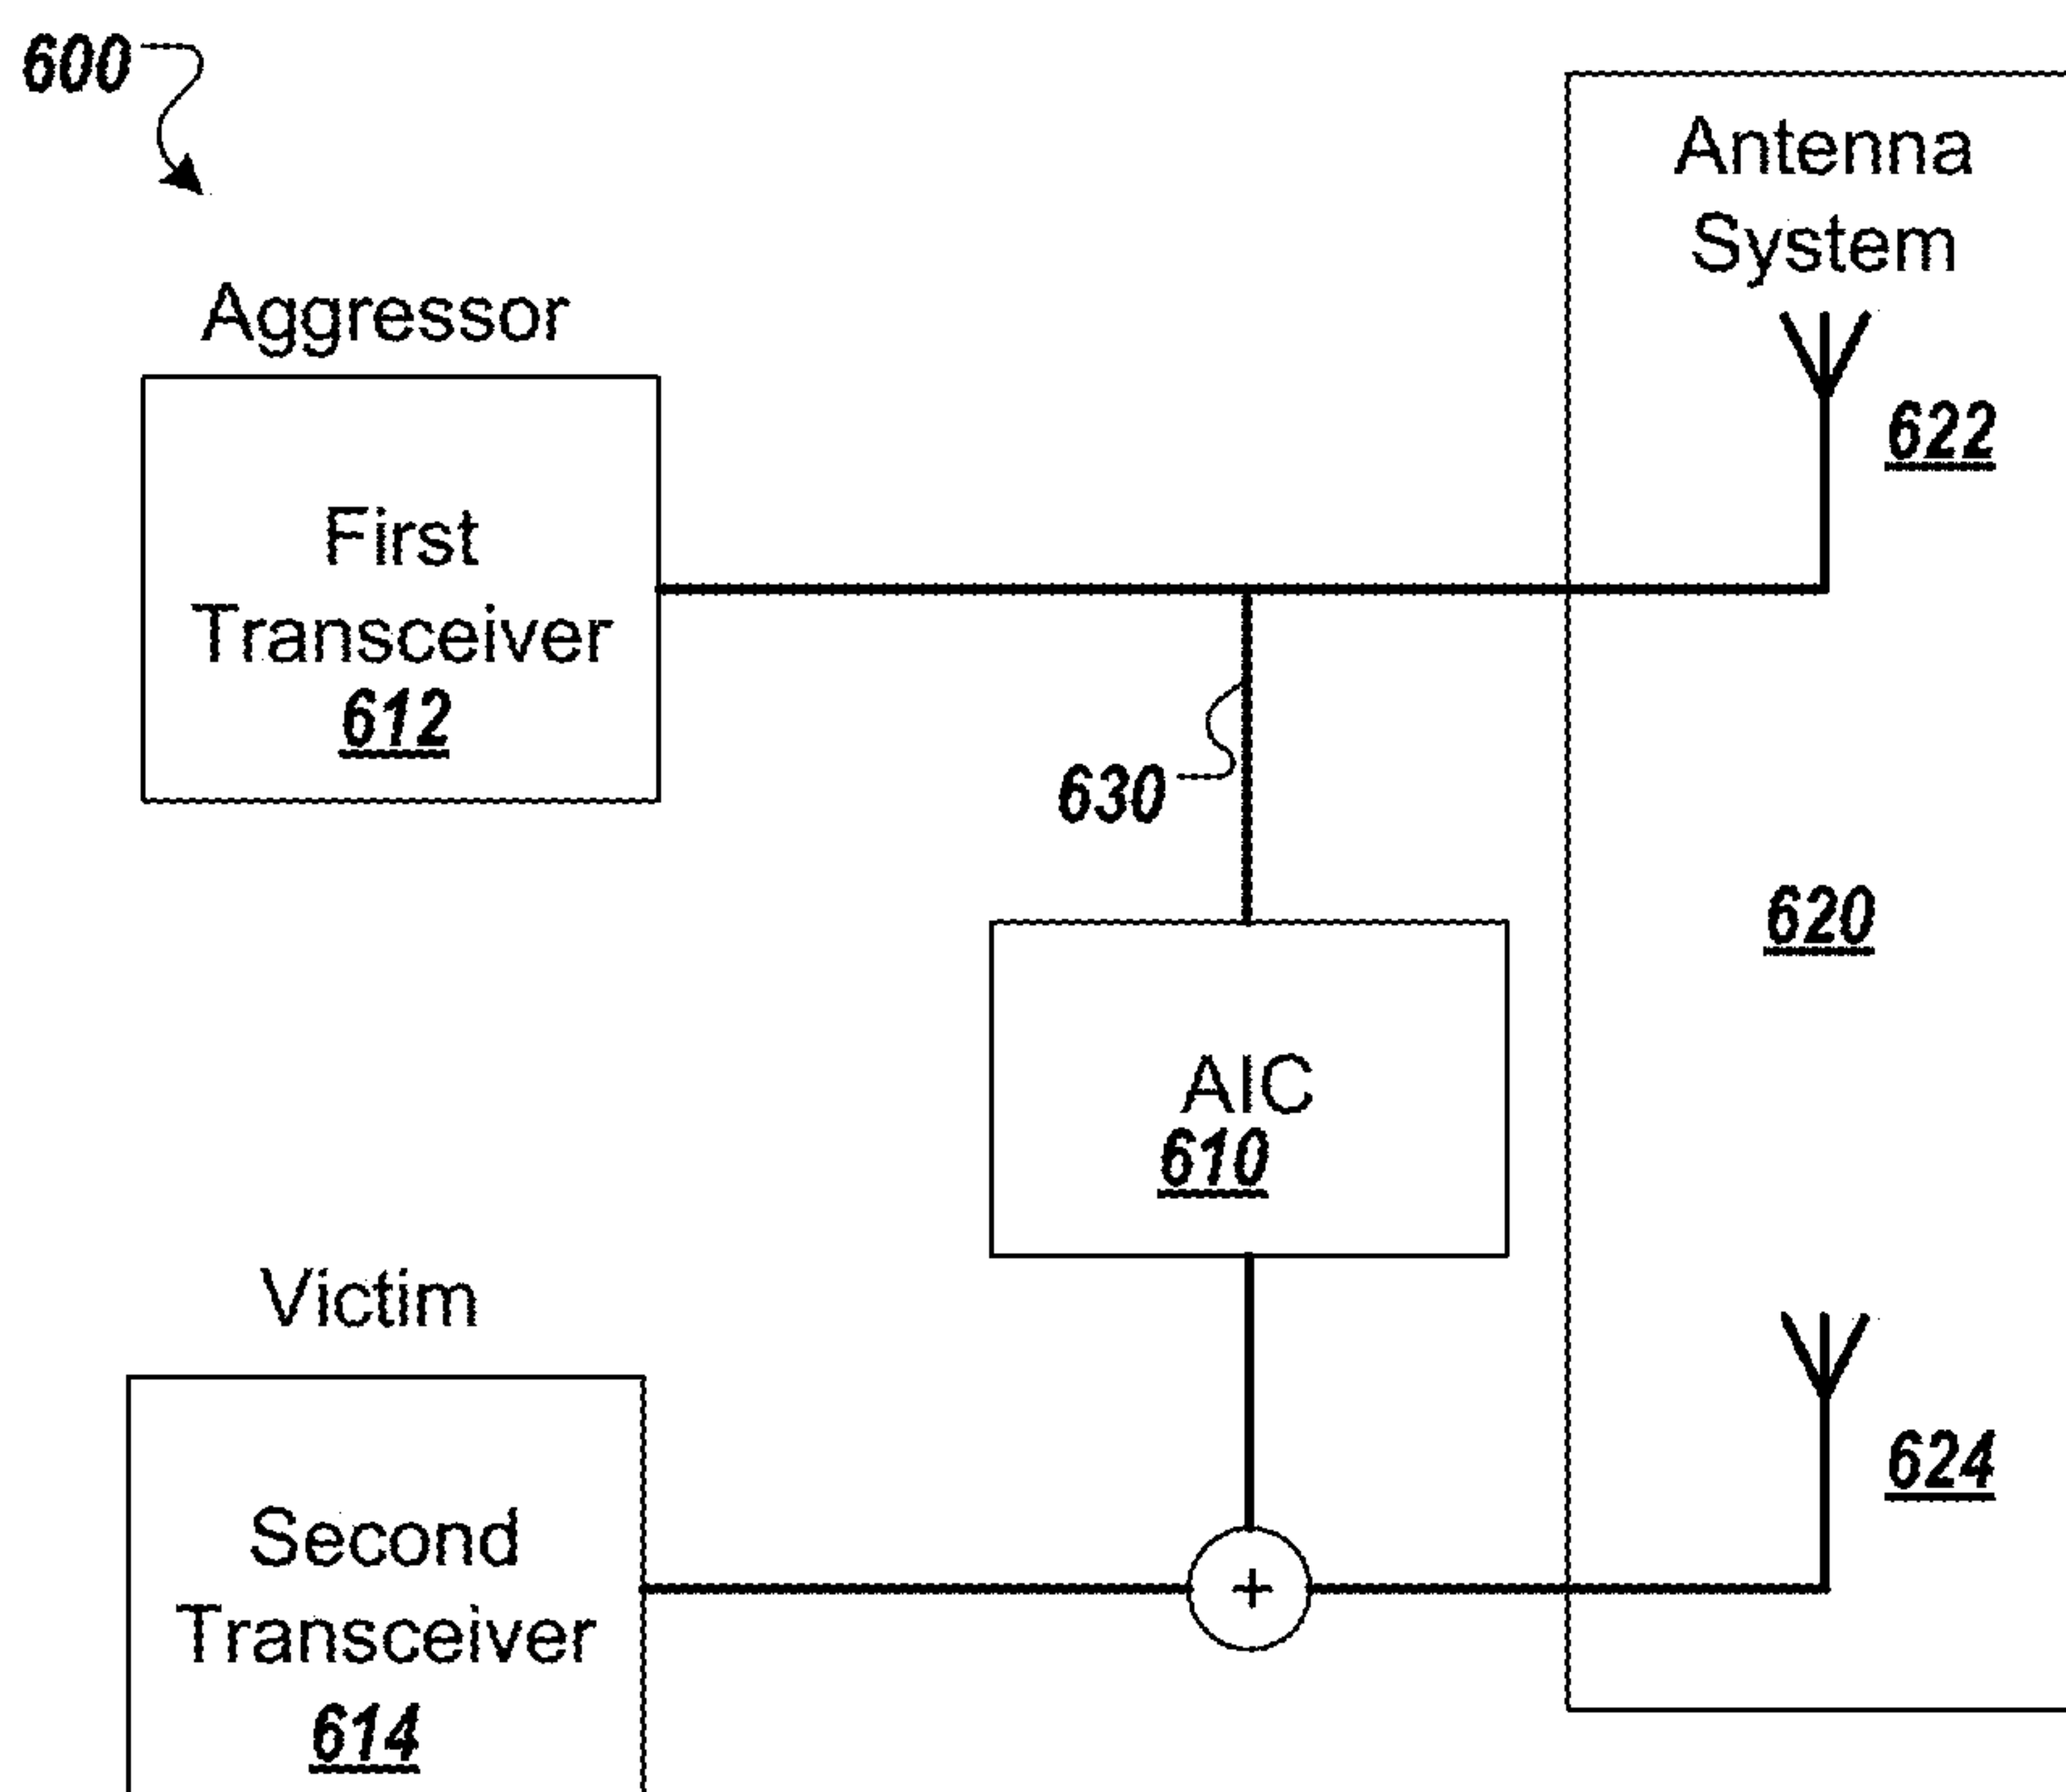 600
Antenna
System
622
Aggressor
First
Transceiver
612
630
620
AIC
610
Victim
Second
Transceiver
614
+
624